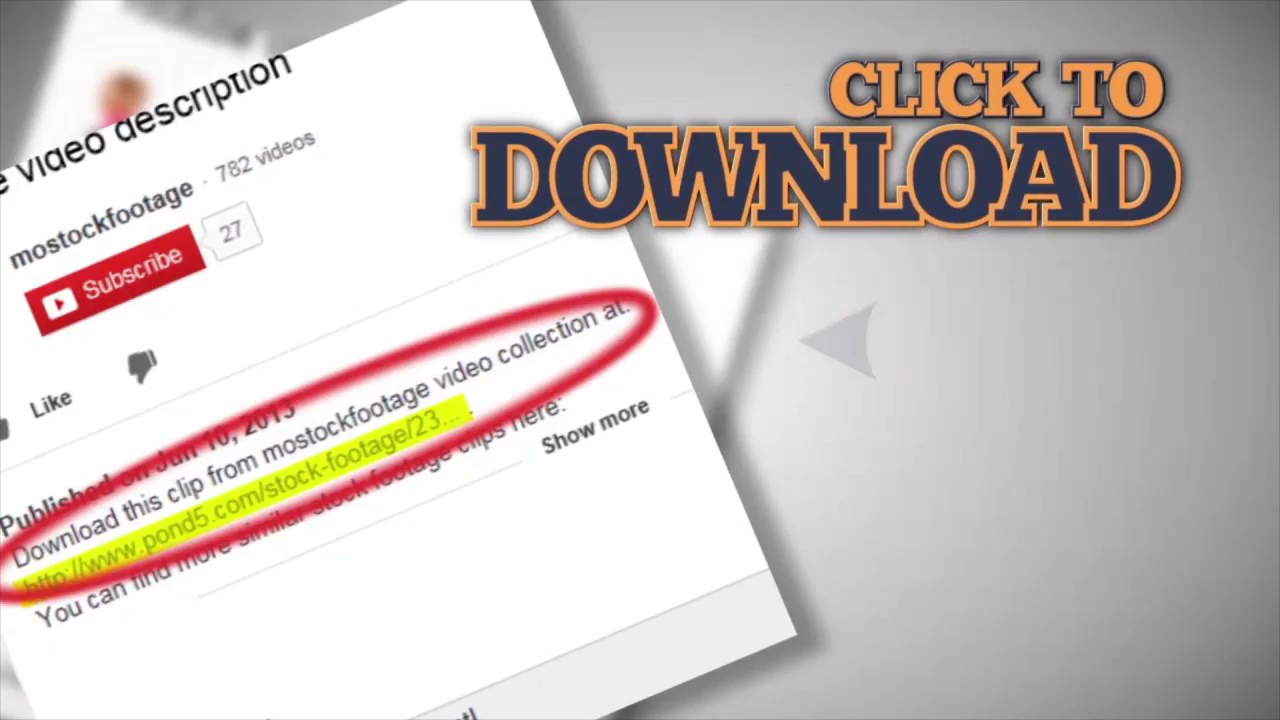 CLICK TO
DOWNLOAD
e video description
mostockfootage · 782 videos
Subscribe
27
Like
Published on Jun 10, 2013
Download this clip from mostockfootage video collection at:
http://www.pond5.com/stock-footage/23... .
You can find more similar stock footage clips here:
Show more